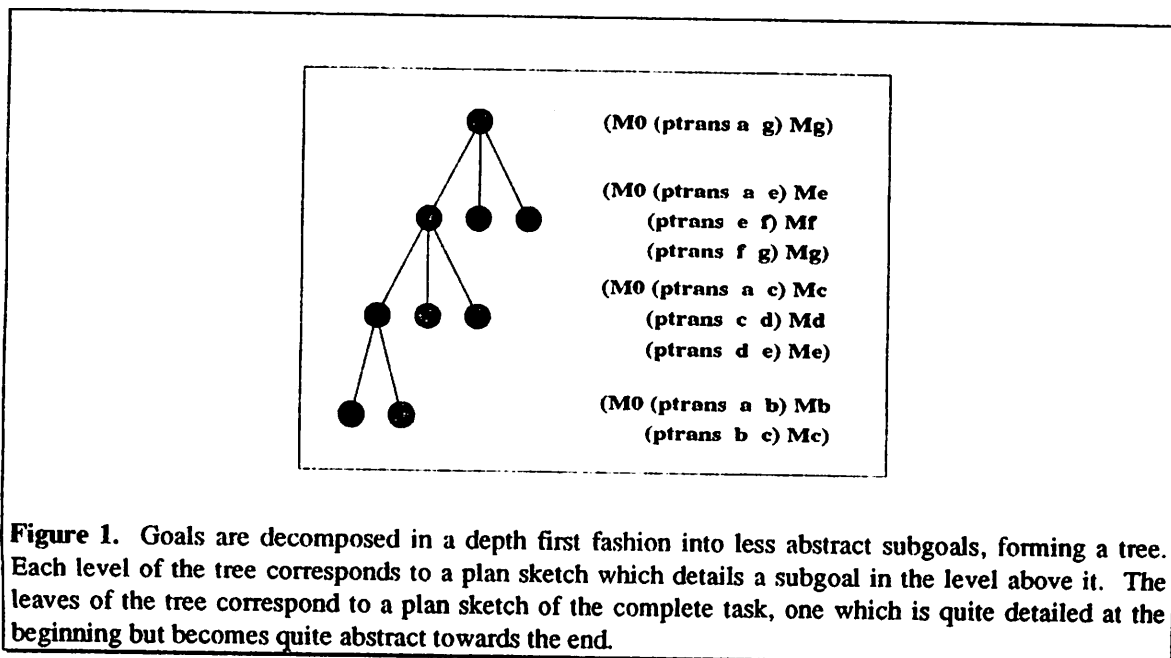 (M0 (ptrans a g) Mg)
(M0 (ptrans a e) Me
(ptrans e f) Mf
(ptrans f g) Mg)
(M0 (ptrans a c) Mc
(ptrans c d) Md
(ptrans d e) Me)
(M0 (ptrans a b) Mb
(ptrans b c) Mc)
Figure 1. Goals are decomposed in a depth first fashion into less abstract subgoals, forming a tree.
Each level of the tree corresponds to a plan sketch which details a subgoal in the level above it. The
leaves of the tree correspond to a plan sketch of the complete task, one which is quite detailed at the
beginning but becomes quite abstract towards the end.